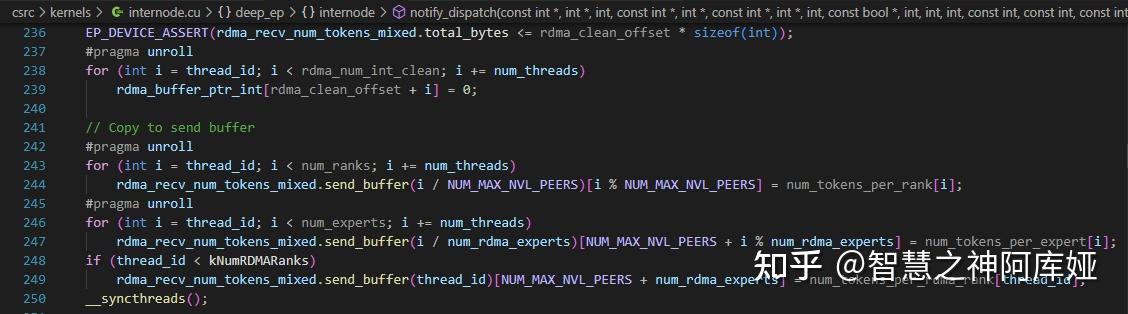 csrc > kernels > internode.cu > {} deep_ep > {} internode > notify_dispatch(const int *, int *, int, const int *, int *, const int *, int *, int, const bool *, int, int, int, const int, const int, const int
236 EP_DEVICE_ASSERT(rdma_recv_num_tokens_mixed.total_bytes <= rdma_clean_offset * sizeof(int));
237 #pragma unroll
238 for (int i = thread_id; i < rdma_num_int_clean; i += num_threads)
239 rdma_buffer_ptr_int[rdma_clean_offset + i] = 0;
240
241 // Copy to send buffer
242 #pragma unroll
243 for (int i = thread_id; i < num_ranks; i += num_threads)
244 rdma_recv_num_tokens_mixed.send_buffer(i / NUM_MAX_NVL_PEERS)[i % NUM_MAX_NVL_PEERS] = num_tokens_per_rank[i];
245 #pragma unroll
246 for (int i = thread_id; i < num_experts; i += num_threads)
247 rdma_recv_num_tokens_mixed.send_buffer(i / num_rdma_experts)[NUM_MAX_NVL_PEERS + i % num_rdma_experts] = num_tokens_per_expert[i];
248 if (thread_id < kNumRDMARanks)
249 rdma_recv_num_tokens_mixed.send_buffer(thread_id)[NUM_MAX_NVL_PEERS + num_rdma_experts] = num_tokens_per_rdma_rank[thread_id];
250 __syncthreads();
知乎 @智慧之神阿库娅